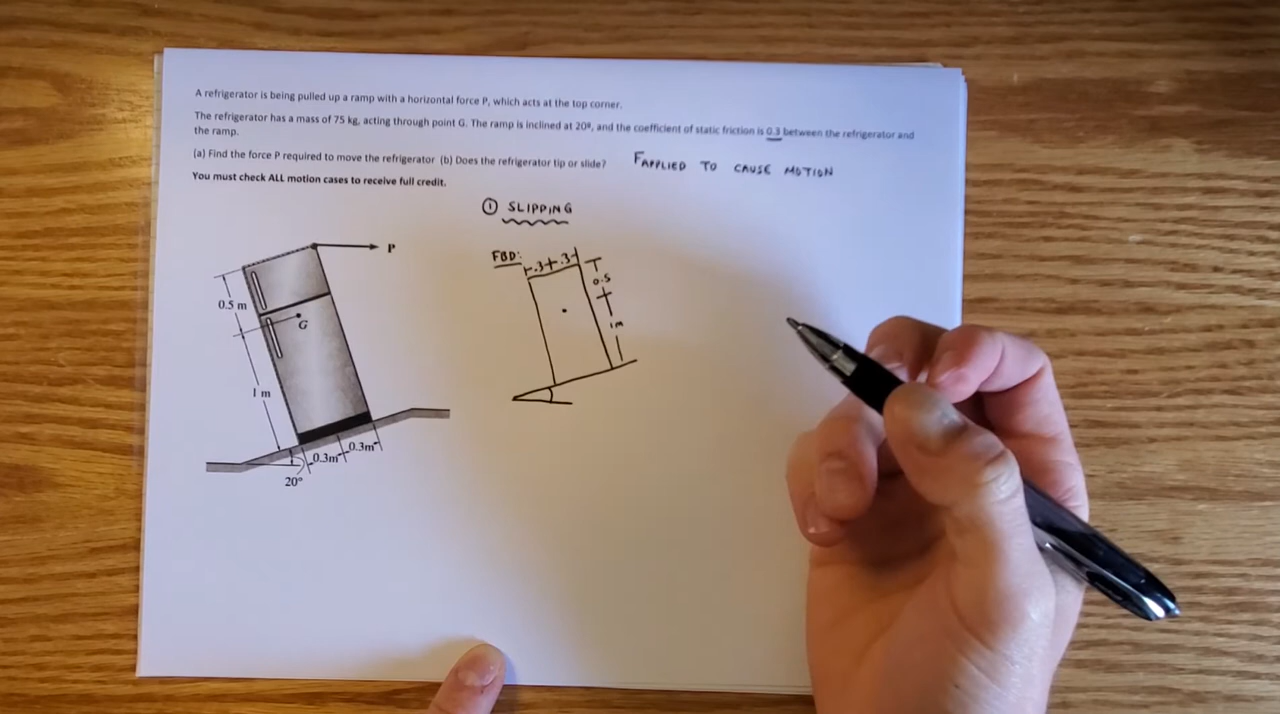 A refrigerator is being pulled up a ramp with a horizontal force P, which acts at the top corner.
The refrigerator has a mass of 75 kg, acting through point G. The ramp is inclined at 20º, and the coefficient of static friction is 0.3 between the refrigerator and
the ramp.
(a) Find the force P required to move the refrigerator (b) Does the refrigerator tip or slide?
FAPPLIED TO CAUSE MOTION
You must check ALL motion cases to receive full credit.
① SLIPPING
P
FBD:
.3 .3
0.5
1m
0.5 m
G
1 m
0.3m
0.3m
20°